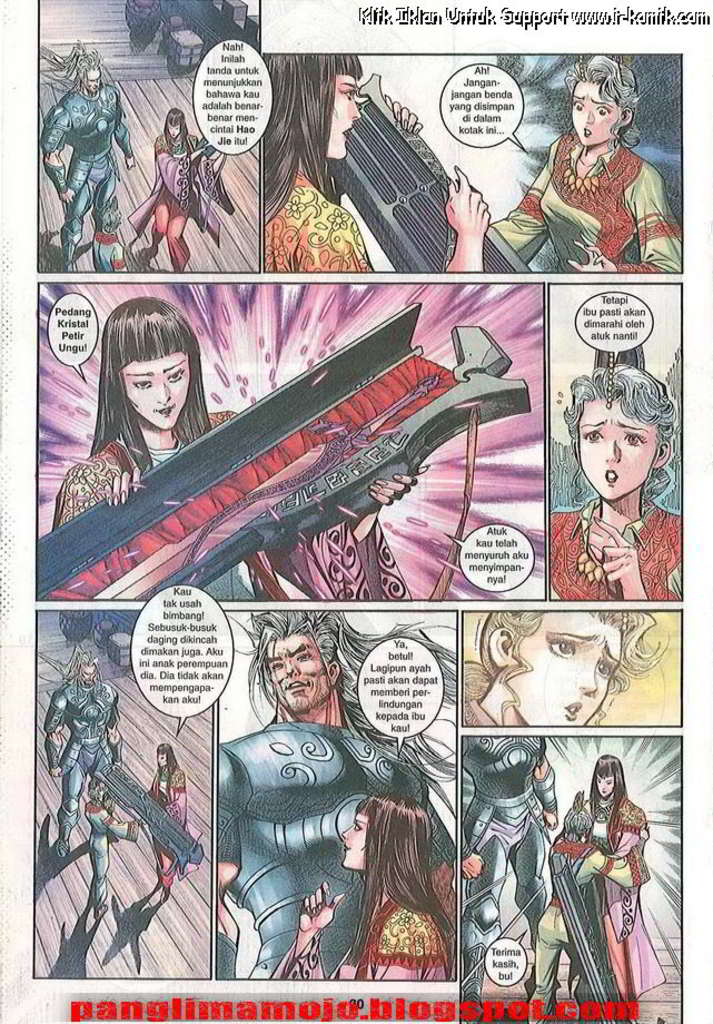 Klik Iklan Untuk Support www.ir-komik.com
Nah!
Inilah
tanda untuk
menunjukkan
bahawa kau
adalah benar-
benar men-
cintai Hao
Jie itu!
Ah!
Jangan-
jangan benda
yang disimpan
di dalam
kotak ini...
Pedang
Kristal
Petir
Ungu!
Tetapi
ibu pasti akan
dimarahi oleh
atuk nanti!
Atuk
kau telah
menyuruh aku
menyimpan-
nya!
Kau
tak usah
bimbang!
Sebusuk-busuk
daging dikincah
dimakan juga. Aku
ini anak perempuan
dia. Dia tidak akan
mempengapa-
kan aku!
Ya,
betul!
Lagipun ayah
pasti akan dapat
memberi per-
lindungan
kepada ibu
kau!
Terima
kasih,
bu!
30
panglimamojo.blogspot.com